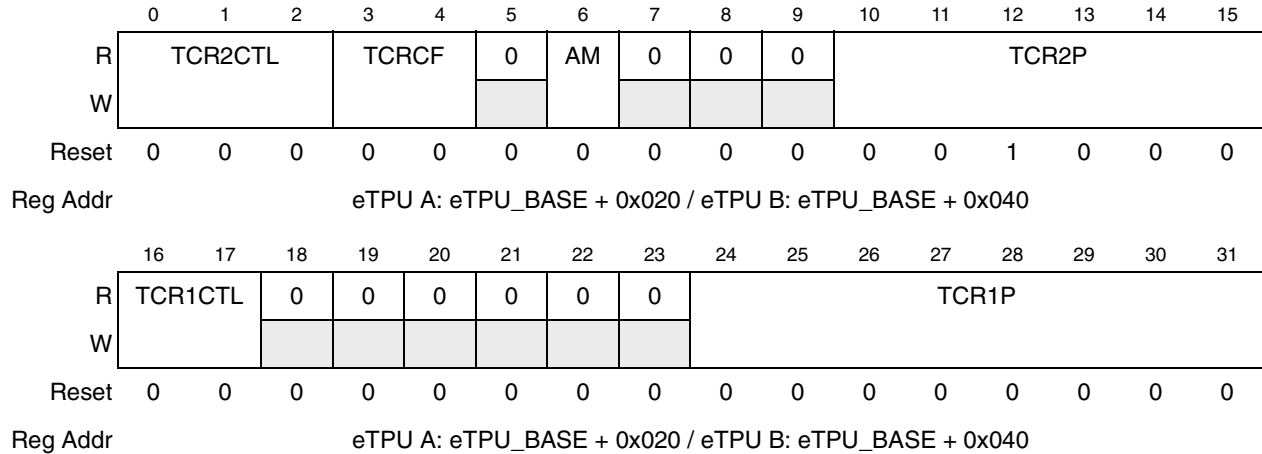 0 1 2 3 4 5 6 7 8 9 10 11 12 13 14 15
R TCR2CTL TCRCF 0 AM 0 0 0 TCR2P
W
Reset 0 0 0 0 0 0 0 0 0 0 0 0 1 0 0 0
Reg Addr eTPU A: eTPU_BASE + 0x020 / eTPU B: eTPU_BASE + 0x040
16 17 18 19 20 21 22 23 24 25 26 27 28 29 30 31
R TCR1CTL 0 0 0 0 0 0 TCR1P
W
Reset 0 0 0 0 0 0 0 0 0 0 0 0 0 0 0 0
Reg Addr eTPU A: eTPU_BASE + 0x020 / eTPU B: eTPU_BASE + 0x040